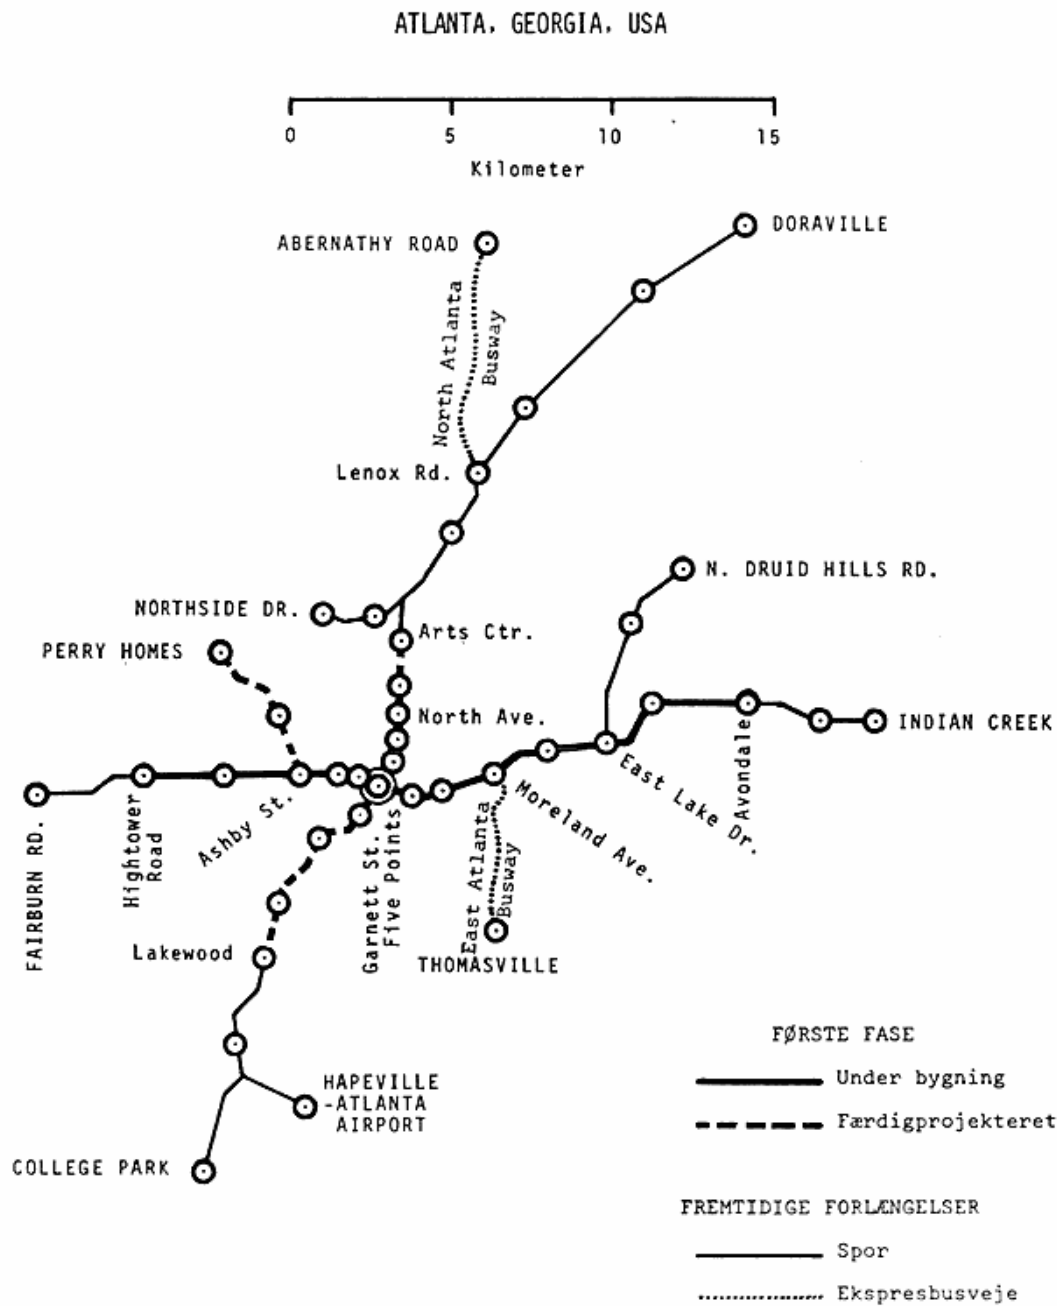 ATLANTA, GEORGIA, USA
0 5 10 15
Kilometer
DORAVILLE
ABERNATHY ROAD
North Atlanta
Busway
Lenox Rd.
N. DRUID HILLS RD.
NORTHSIDE DR.
Arts Ctr.
PERRY HOMES
North Ave.
INDIAN CREEK
Avondale
East Lake Dr.
Moreland Ave.
Ashby St.
Hightower
Road
FAIRBURN RD.
Garnett St.
Five Points
East Atlanta
Busway
Lakewood
THOMASVILLE
HAPEVILLE
-ATLANTA
AIRPORT
COLLEGE PARK
FØRSTE FASE
Under bygning
Færdigprojekteret
FREMTIDIGE FORLÆNGELSER
Spor
Ekspresbusveje